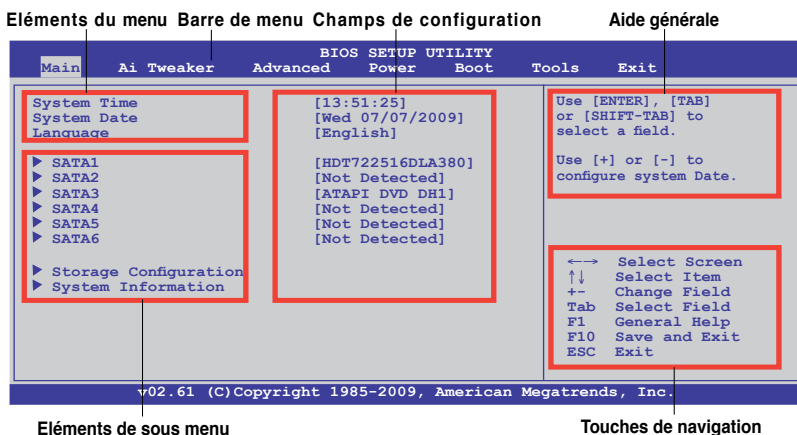 Eléments du menu Barre de menu Champs de configuration Aide générale
BIOS SETUP UTILITY
Main Ai Tweaker Advanced Power Boot Tools Exit
System Time [13:51:25]
System Date [Wed 07/07/2009]
Language [English]
▶ SATA1 [HDT722516DLA380]
▶ SATA2 [Not Detected]
▶ SATA3 [ATAPI DVD DH1]
▶ SATA4 [Not Detected]
▶ SATA5 [Not Detected]
▶ SATA6 [Not Detected]
▶ Storage Configuration
▶ System Information
Use [ENTER], [TAB]
or [SHIFT-TAB] to
select a field.
Use [+] or [-] to
configure system Date.
←→ Select Screen
↑↓ Select Item
+- Change Field
Tab Select Field
F1 General Help
F10 Save and Exit
ESC Exit
v02.61 (C)Copyright 1985-2009, American Megatrends, Inc.
Eléments de sous menu Touches de navigation